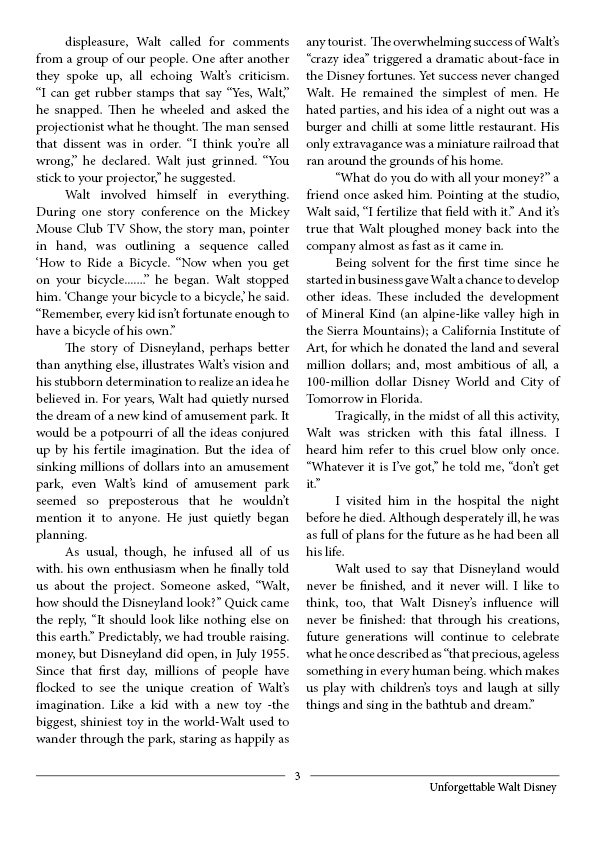 displeasure, Walt called for comments
from a group of our people. One after another
they spoke up, all echoing Walt's criticism.
“I can get rubber stamps that say “Yes, Walt,”
he snapped. Then he wheeled and asked the
projectionist what he thought. The man sensed
that dissent was in order. “I think you're all
wrong,” he declared. Walt just grinned. “You
stick to your projector,” he suggested.
Walt involved himself in everything.
During one story conference on the Mickey
Mouse Club TV Show, the story man, pointer
in hand, was outlining a sequence called
‘How to Ride a Bicycle. “Now when you get
on your bicycle.......” he began. Walt stopped
him. ‘Change your bicycle to a bicycle,’ he said.
“Remember, every kid isn't fortunate enough to
have a bicycle of his own.”
The story of Disneyland, perhaps better
than anything else, illustrates Walt's vision and
his stubborn determination to realize an idea he
believed in. For years, Walt had quietly nursed
the dream of a new kind of amusement park. It
would be a potpourri of all the ideas conjured
up by his fertile imagination. But the idea of
sinking millions of dollars into an amusement
park, even Walt's kind of amusement park
seemed so preposterous that he wouldn't
mention it to anyone. He just quietly began
planning.
As usual, though, he infused all of us
with. his own enthusiasm when he finally told
us about the project. Someone asked, “Walt,
how should the Disneyland look?” Quick came
the reply, “It should look like nothing else on
this earth.” Predictably, we had trouble raising.
money, but Disneyland did open, in July 1955.
Since that first day, millions of people have
flocked to see the unique creation of Walt's
imagination. Like a kid with a new toy -the
biggest, shiniest toy in the world-Walt used to
wander through the park, staring as happily as
any tourist. The overwhelming success of Walt's
“crazy idea” triggered a dramatic about-face in
the Disney fortunes. Yet success never changed
Walt. He remained the simplest of men. He
hated parties, and his idea of a night out was a
burger and chilli at some little restaurant. His
only extravagance was a miniature railroad that
ran around the grounds of his home.
“What do you do with all your money?” a
friend once asked him. Pointing at the studio,
Walt said, “I fertilize that field with it.” And it's
true that Walt ploughed money back into the
company almost as fast as it came in.
Being solvent for the first time since he
started in business gave Walt a chance to develop
other ideas. These included the development
of Mineral Kind (an alpine-like valley high in
the Sierra Mountains); a California Institute of
Art, for which he donated the land and several
million dollars; and, most ambitious of all, a
100-million dollar Disney World and City of
Tomorrow in Florida.
Tragically, in the midst of all this activity,
Walt was stricken with this fatal illness. I
heard him refer to this cruel blow only once.
“Whatever it is I've got,” he told me, “don't get
it.”
I visited him in the hospital the night
before he died. Although desperately ill, he was
as full of plans for the future as he had been all
his life.
Walt used to say that Disneyland would
never be finished, and it never will. I like to
think, too, that Walt Disney's influence will
never be finished: that through his creations,
future generations will continue to celebrate
what he once described as “that precious, ageless
something in every human being. which makes
us play with children's toys and laugh at silly
things and sing in the bathtub and dream.”
3
Unforgettable Walt Disney